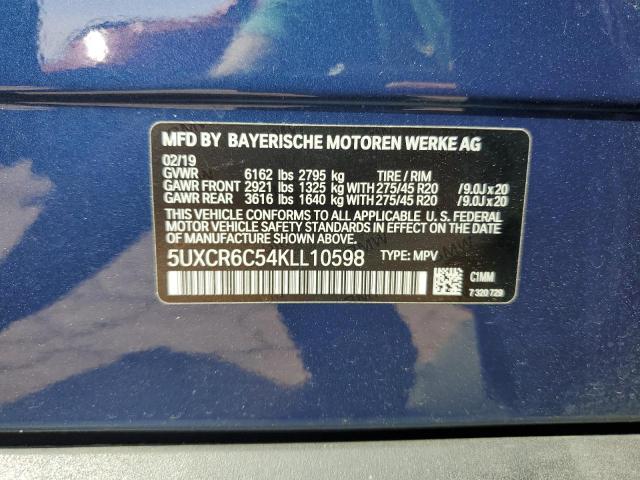 MFD BY BAYERISCHE MOTOREN WERKE AG
02/19
GVWR 6162 lbs 2795 kg TIRE / RIM
GAWR FRONT 2921 lbs 1325 kg WITH 275/45 R20 /9.0J x 20
GAWR REAR 3616 lbs 1640 kg WITH 275/45 R20 /9.0J x 20
THIS VEHICLE CONFORMS TO ALL APPLICABLE U. S. FEDERAL
MOTOR VEHICLE SAFETY STANDARDS IN EFFECT ON THE
DATE OF MANUFACTURE SHOWN ABOVE.
5UXCR6C54KLL10598 TYPE: MPV
C1MM
7 320 729